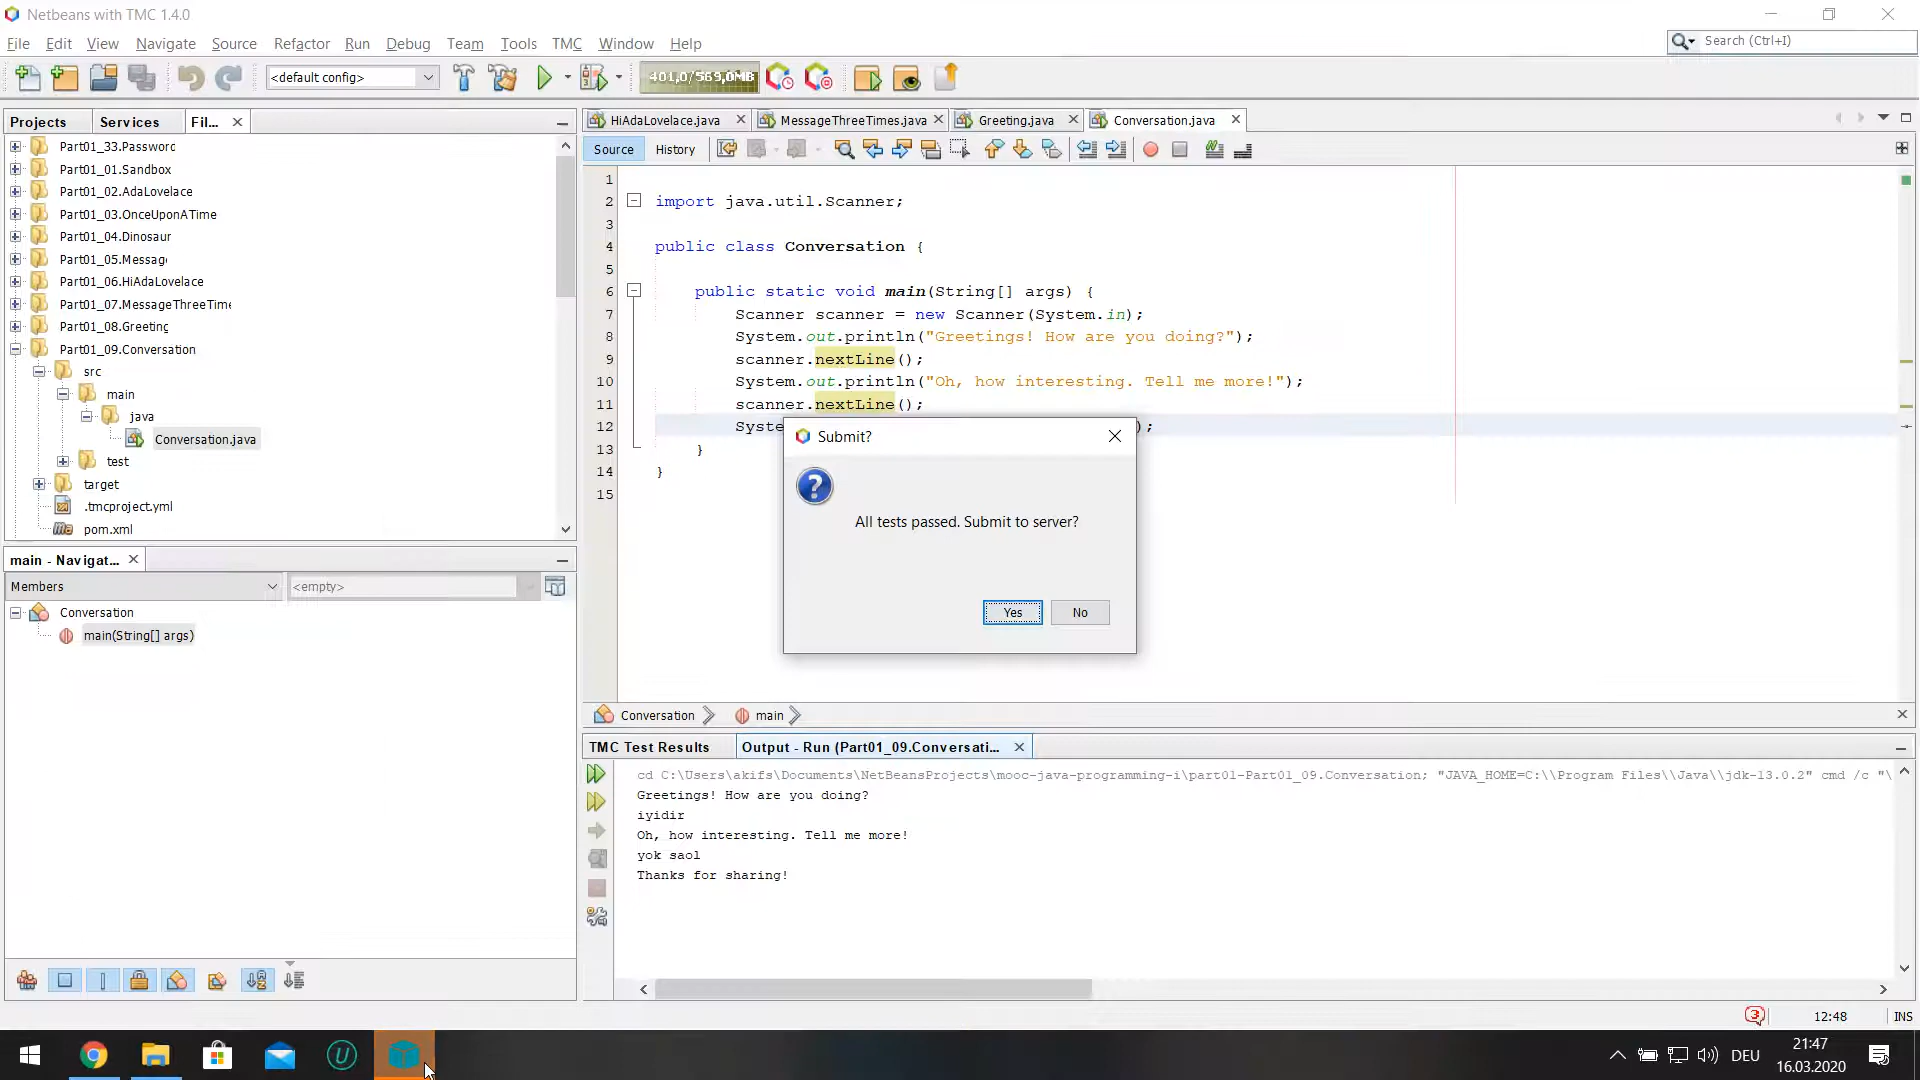 Netbeans with TMC 1.4.0
File Edit View Navigate Source Refactor Run Debug Team Tools TMC Window Help
Search (Ctrl+I)
<default config>
401,0/569,0MB
Projects Services Fil...
HiAdaLovelace.java MessageThreeTimes.java Greeting.java Conversation.java
Source History
Part01_33.Password
Part01_01.Sandbox
Part01_02.AdaLovelace
Part01_03.OnceUponATime
Part01_04.Dinosaur
Part01_05.Message
Part01_06.HiAdaLovelace
Part01_07.MessageThreeTime
Part01_08.Greeting
Part01_09.Conversation
src
main
java
Conversation.java
test
target
.tmcproject.yml
pom.xml
1
2 import java.util.Scanner;
3
4 public class Conversation {
5
6 public static void main(String[] args) {
7 Scanner scanner = new Scanner(System.in);
8 System.out.println("Greetings! How are you doing?");
9 scanner.nextLine();
10 System.out.println("Oh, how interesting. Tell me more!");
11 scanner.nextLine();
12 Syste );
13 }
14 }
15
Submit?
All tests passed. Submit to server?
Yes No
main - Navigat...
Members <empty>
Conversation
main(String[] args)
Conversation main
TMC Test Results Output - Run (Part01_09.Conversati...
cd C:\Users\akifs\Documents\NetBeansProjects\mooc-java-programming-i\part01-Part01_09.Conversation; "JAVA_HOME=C:\\Program Files\\Java\\jdk-13.0.2" cmd /c "\
Greetings! How are you doing?
iyidir
Oh, how interesting. Tell me more!
yok saol
Thanks for sharing!
3 12:48 INS
DEU
21:47
16.03.2020